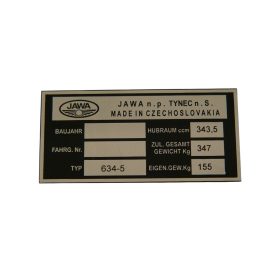 JAWA
JAWA n.p. TYNEC n.S.
MADE IN CZECHOSLOVAKIA
BAUJAHR
HUBRAUM ccm 343,5
FAHRG. Nr.
ZUL. GESAMT
GEWICHT Kg 347
TYP 634-5
EIGEN.GEW.Kg 155